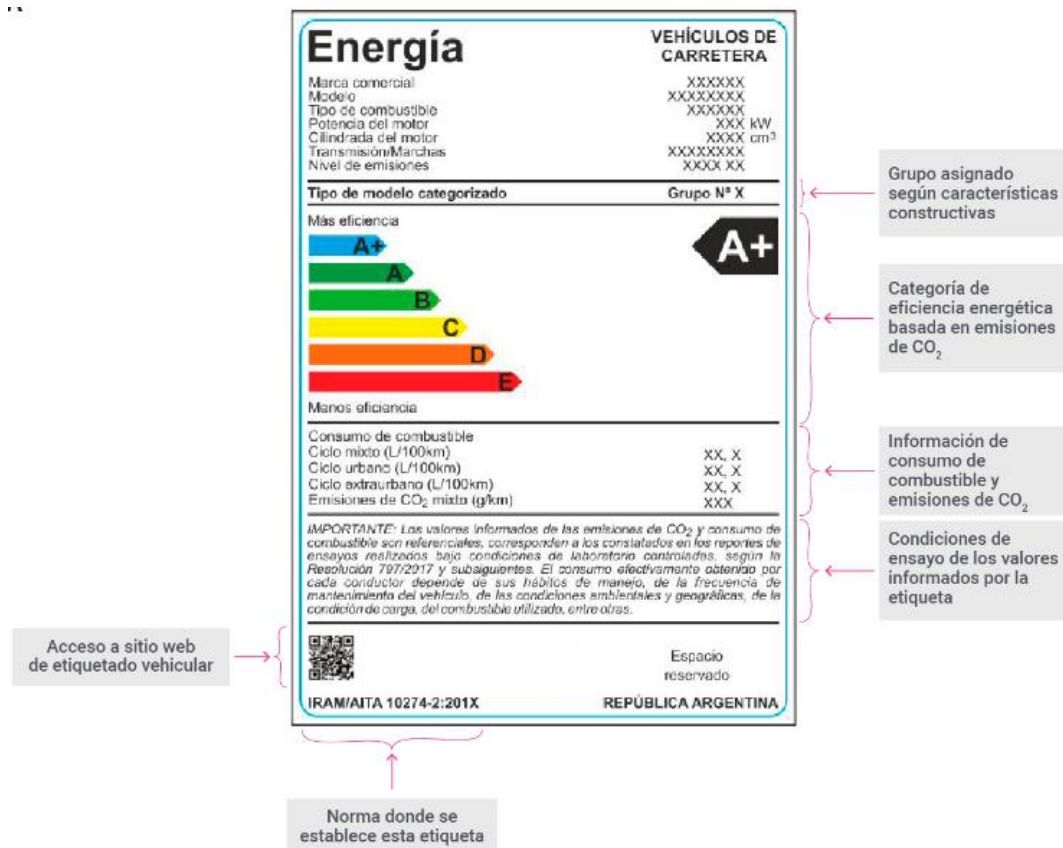 Energía
VEHÍCULOS DE
CARRETERA
Marca comercial XXXXXX
Modelo XXXXXXXX
Tipo de combustible XXXXXX
Potencia del motor XXX kW
Cilindrada del motor XXXX cm³
Transmisión/Marchas XXXXXXXX
Nivel de emisiones XXXX XX
Tipo de modelo categorizado Grupo Nº X
Grupo asignado
según características
constructivas
Más eficiencia
A+
A+
A
B
C
D
E
Menos eficiencia
Categoría de
eficiencia energética
basada en emisiones
de CO₂
Consumo de combustible
Ciclo mixto (L/100km) XX, X
Ciclo urbano (L/100km) XX, X
Ciclo extraurbano (L/100km) XX, X
Emisiones de CO₂ mixto (g/km) XXX
Información de
consumo de
combustible y
emisiones de CO₂
IMPORTANTE: Los valores informados de las emisiones de CO₂ y consumo de
combustible son referenciales, corresponden a los constatados en los reportes de
ensayos realizados bajo condiciones de laboratorio controladas, según la
Resolución 797/2017 y subsiguientes. El consumo efectivamente obtenido por
cada conductor depende de sus hábitos de manejo, de la frecuencia de
mantenimiento del vehículo, de las condiciones ambientales y geográficas, de la
condición de carga, del combustible utilizado, entre otras.
Condiciones de
ensayo de los valores
informados por la
etiqueta
Acceso a sitio web
de etiquetado vehicular
Espacio
reservado
IRAM/AITA 10274-2:201X REPÚBLICA ARGENTINA
Norma donde se
establece esta etiqueta